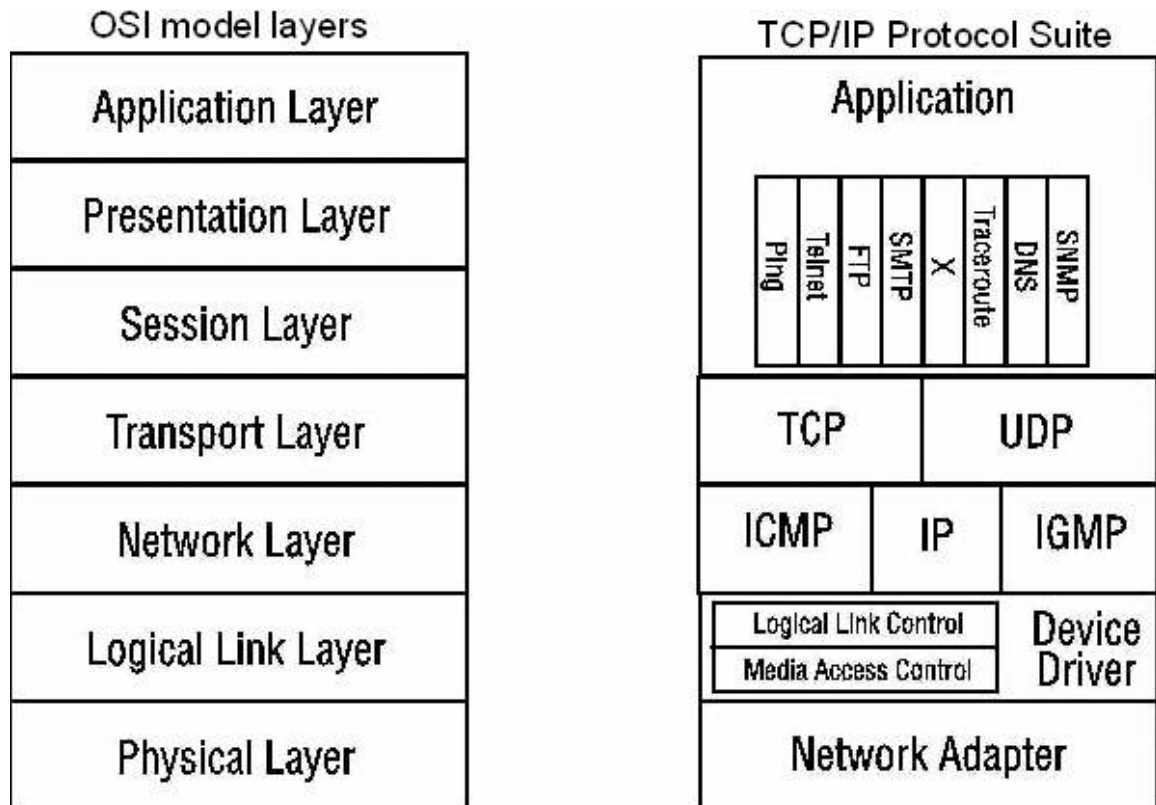 OSI model layers
Application Layer
Presentation Layer
Session Layer
Transport Layer
Network Layer
Logical Link Layer
Physical Layer
TCP/IP Protocol Suite
Application
Ping
Telnet
FTP
SMTP
X
Traceroute
DNS
SNMP
TCP
UDP
ICMP
IP
IGMP
Logical Link Control
Media Access Control
Device
Driver
Network Adapter